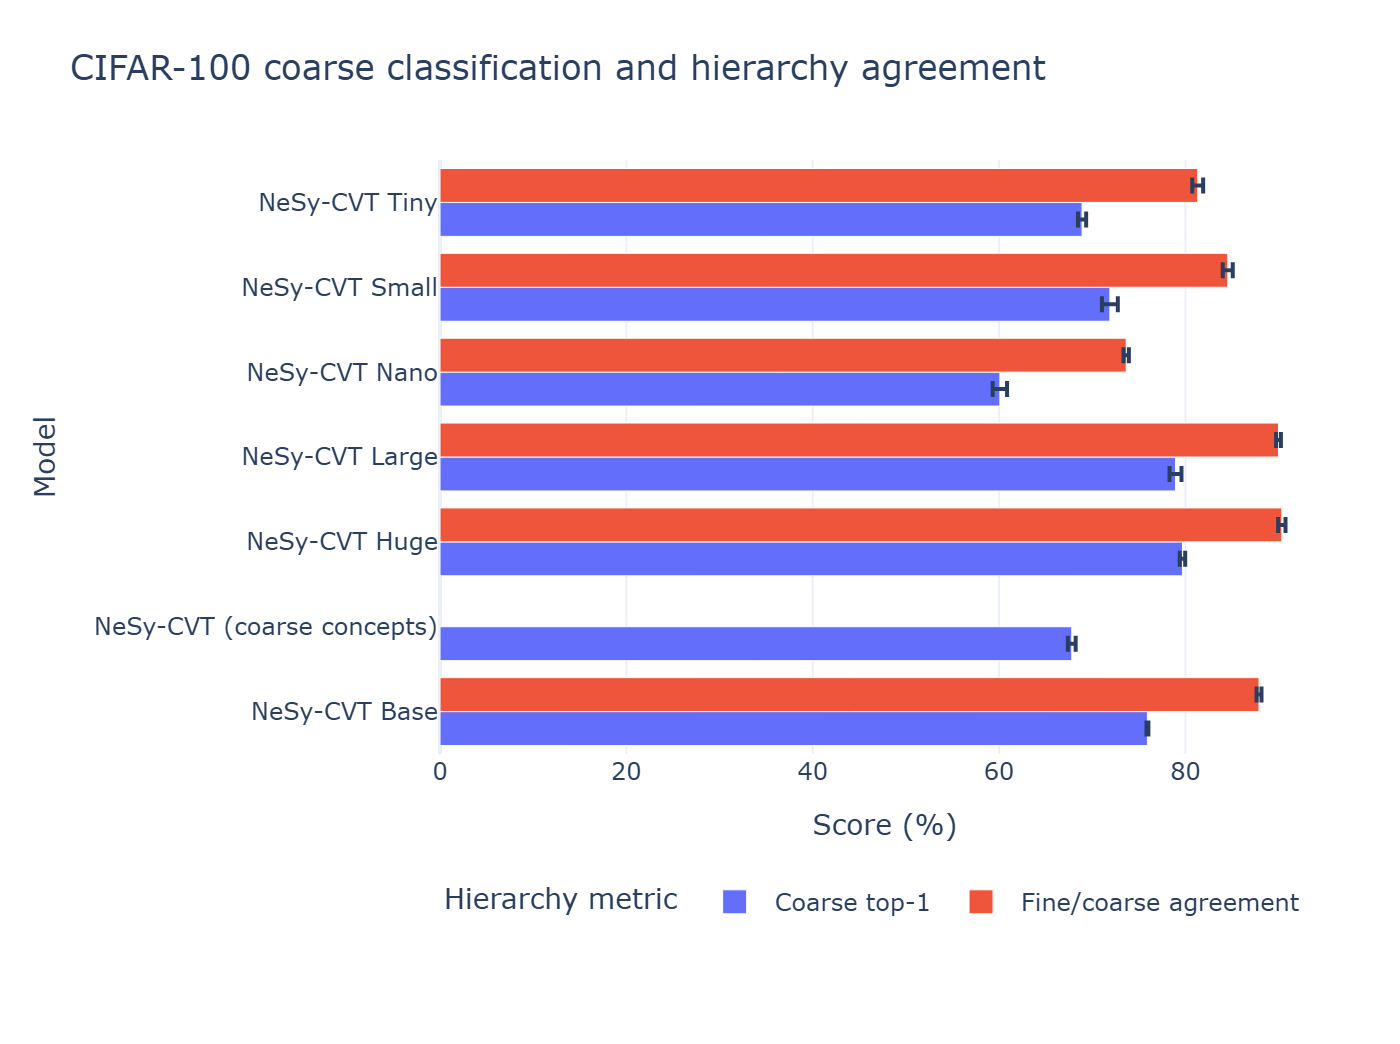 CIFAR-100 coarse classification and hierarchy agreement
NeSy-CVT Tiny
NeSy-CVT Small
NeSy-CVT Nano
NeSy-CVT Large
NeSy-CVT Huge
NeSy-CVT (coarse concepts)
NeSy-CVT Base
Model
0 20 40 60 80
Score (%)
Hierarchy metric Coarse top-1 Fine/coarse agreement